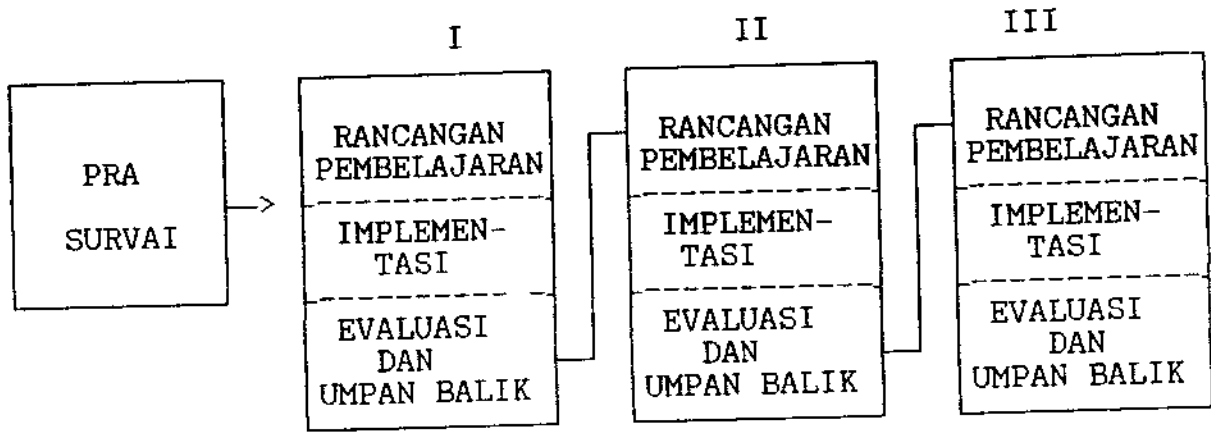 I
II
III
PRA
SURVAI
RANCANGAN
PEMBELAJARAN
IMPLEMEN-
TASI
EVALUASI
DAN
UMPAN BALIK
RANCANGAN
PEMBELAJARAN
IMPLEMEN-
TASI
EVALUASI
DAN
UMPAN BALIK
RANCANGAN
PEMBELAJARAN
IMPLEMEN-
TASI
EVALUASI
DAN
UMPAN BALIK